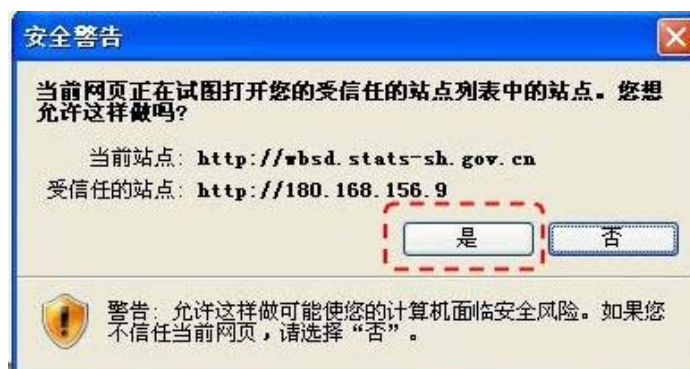 安全警告
当前网页正在试图打开您的受信任的站点列表中的站点。您想
允许这样做吗?
当前站点: http://wbsd.stats-sh.gov.cn
受信任的站点: http://180.168.156.9
是 否
警告: 允许这样做可能使您的计算机面临安全风险。如果您
不信任当前网页，请选择“否”。